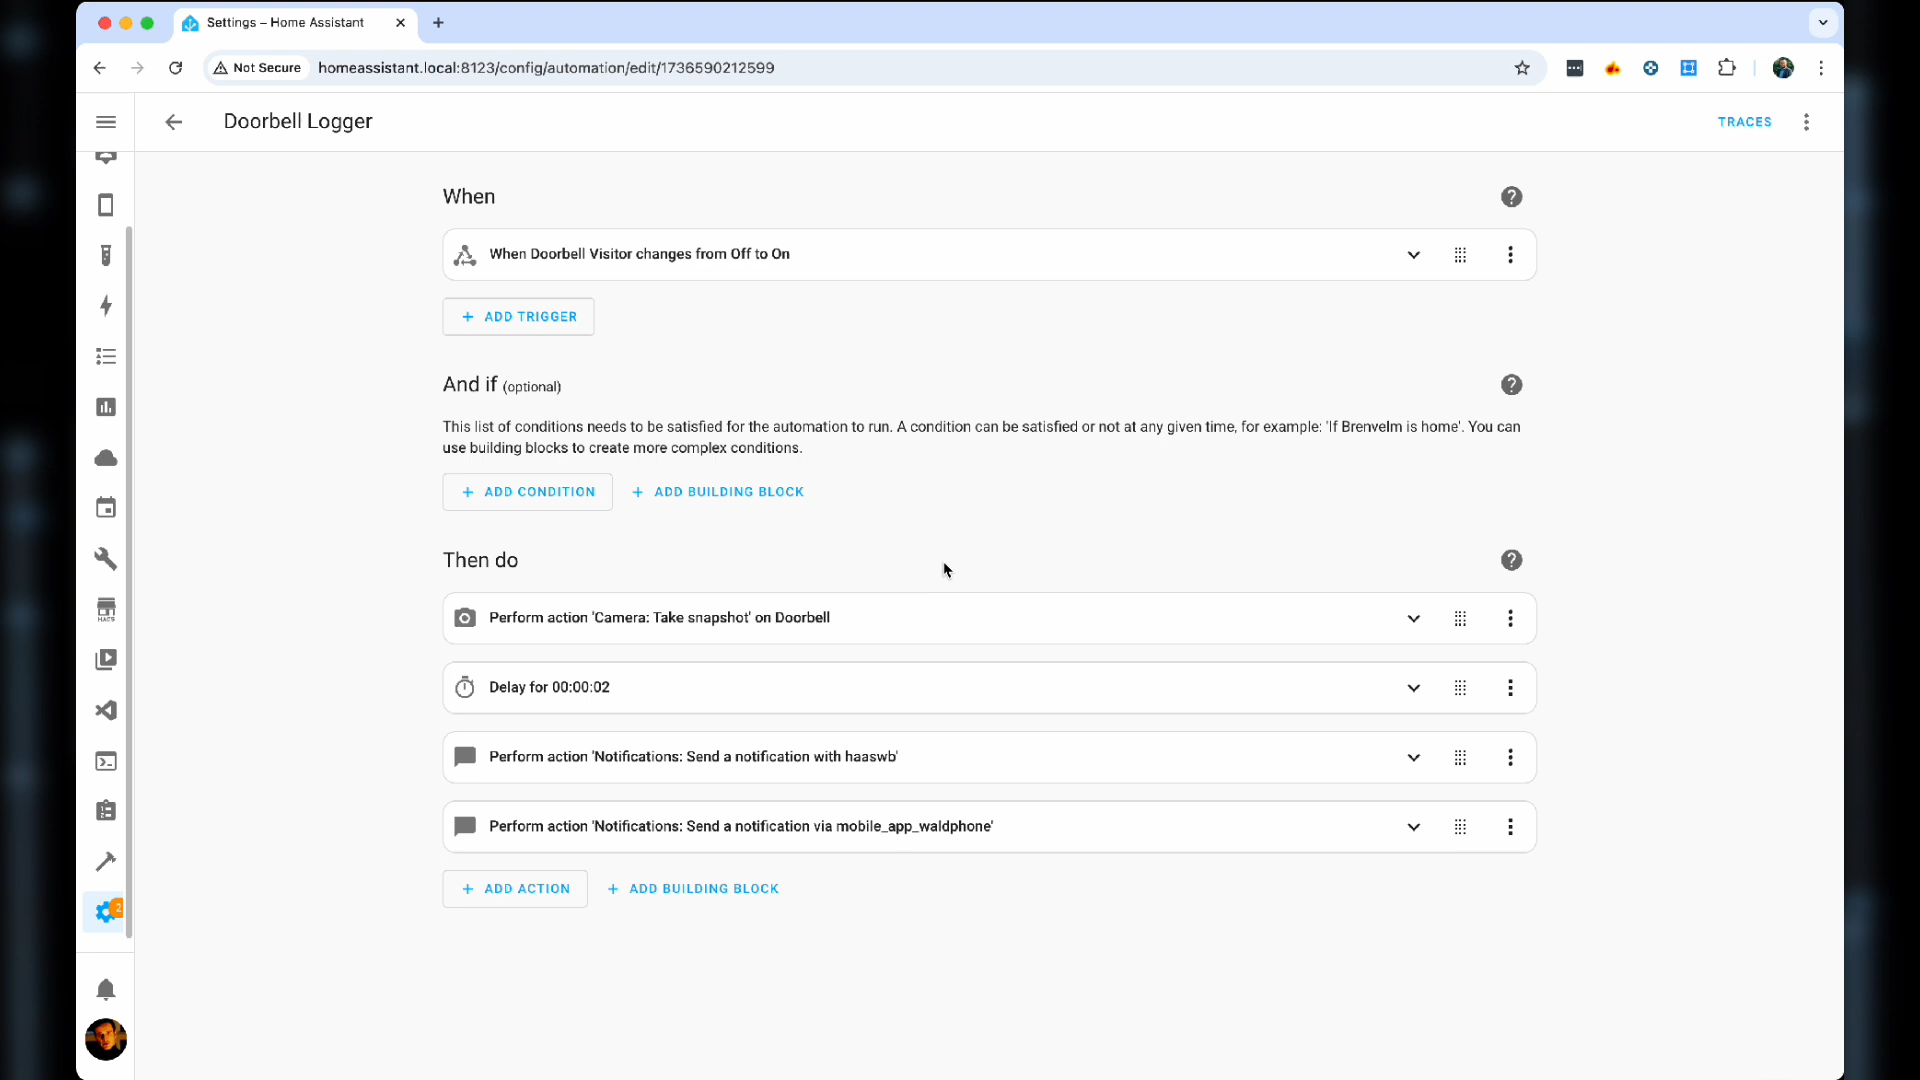 Settings – Home Assistant
Not Secure
homeassistant.local:8123/config/automation/edit/1736590212599
Doorbell Logger
TRACES
When
When Doorbell Visitor changes from Off to On
ADD TRIGGER
And if (optional)
This list of conditions needs to be satisfied for the automation to run. A condition can be satisfied or not at any given time, for example: 'If Brenvelm is home'. You can
use building blocks to create more complex conditions.
ADD CONDITION
ADD BUILDING BLOCK
Then do
Perform action 'Camera: Take snapshot' on Doorbell
Delay for 00:00:02
Perform action 'Notifications: Send a notification with haaswb'
Perform action 'Notifications: Send a notification via mobile_app_waldphone'
ADD ACTION
ADD BUILDING BLOCK
HACS
2